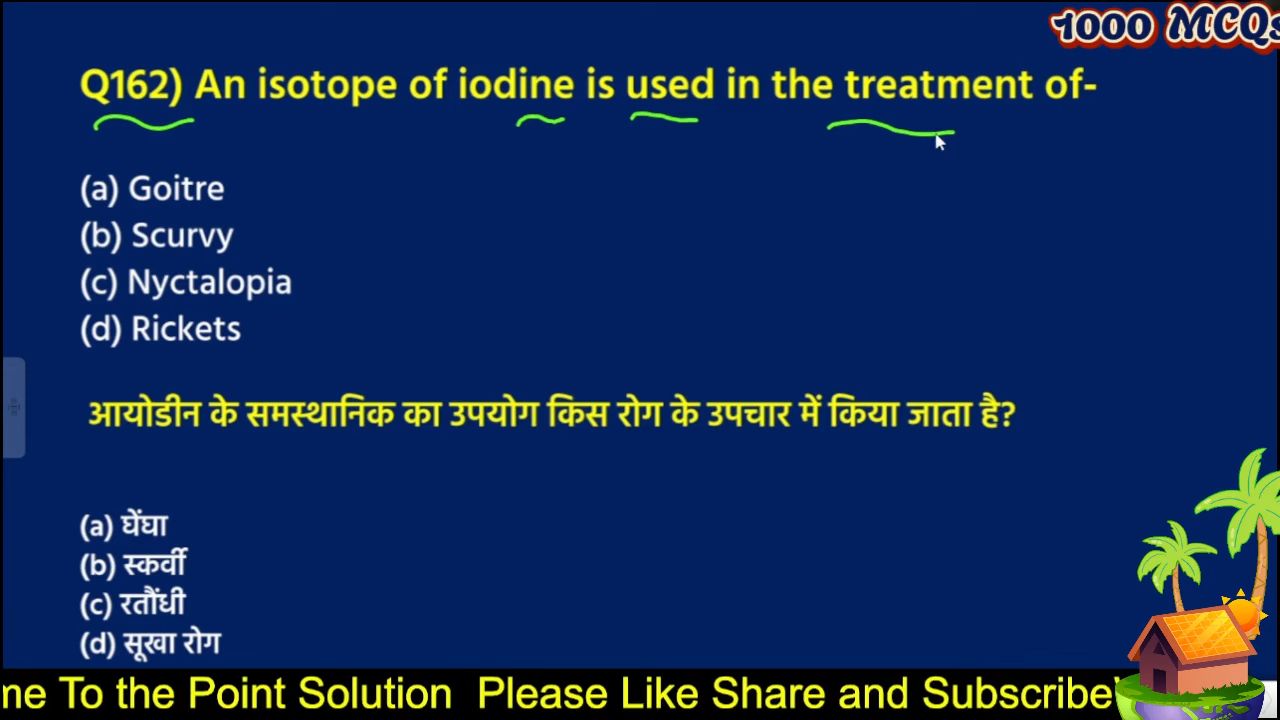 1000 MCQs
Q162) An isotope of iodine is used in the treatment of-
(a) Goitre
(b) Scurvy
(c) Nyctalopia
(d) Rickets
आयोडीन के समस्थानिक का उपयोग किस रोग के उपचार में किया जाता है?
(a) घेंघा
(b) स्कर्वी
(c) रतौंधी
(d) सूखा रोग
me To the Point Solution Please Like Share and Subscribe